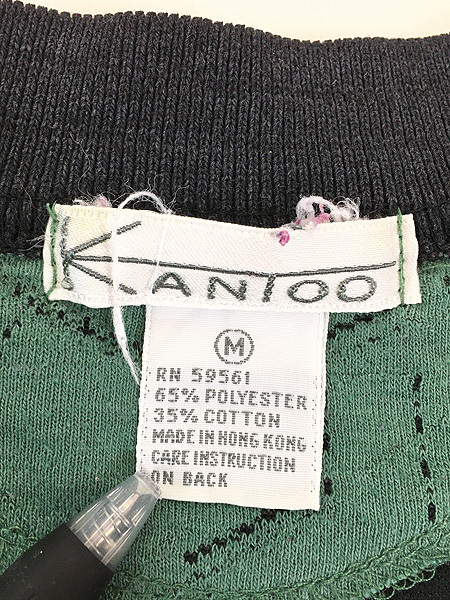 KANIOO
M
RN 59561
65% POLYESTER
35% COTTON
MADE IN HONG KONG
CARE INSTRUCTION
ON BACK